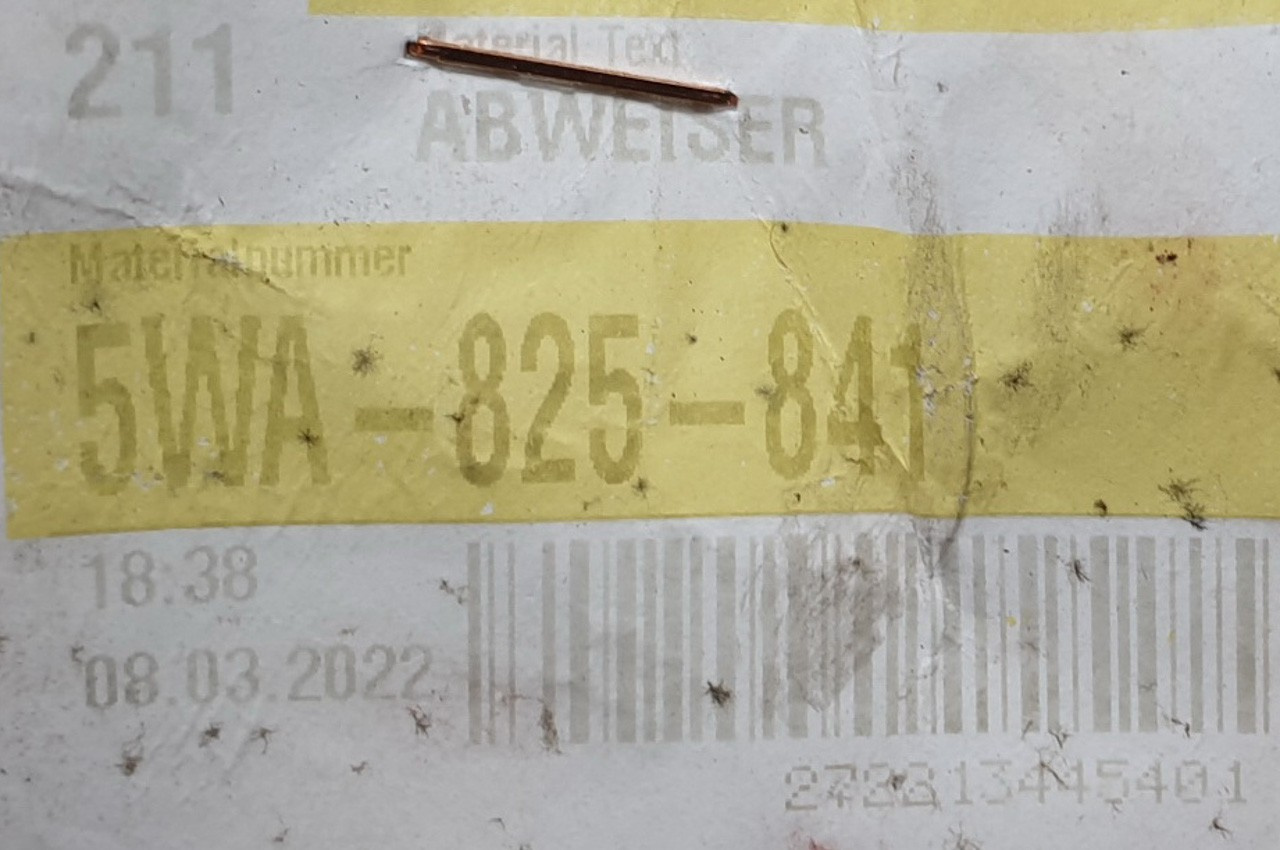 211
Material Text
ABWEISER
Materialnummer
5WA-825-841
18:38
08.03.2022